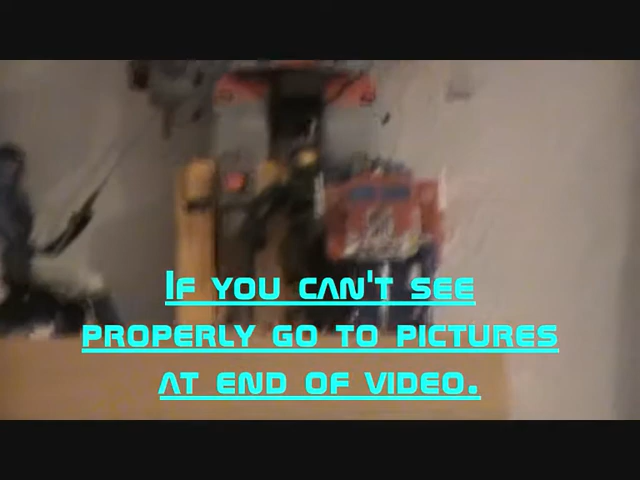 If you can't see
properly go to pictures
at end of video.